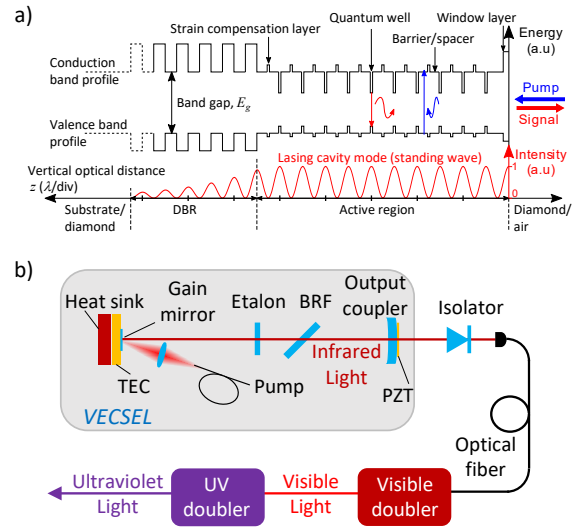 a)
Strain compensation layer
Quantum well
Window layer
Barrier/spacer
Energy
(a.u)
Conduction
band profile
Band gap, Eg
Pump
Signal
Valence band
profile
Lasing cavity mode (standing wave)
Intensity
(a.u)
1
0
Vertical optical distance
z (λ/div)
Substrate/
diamond
DBR
Active region
Diamond/
air
b)
Heat sink
Gain
mirror
Etalon
BRF
Output
coupler
Isolator
Infrared
Light
TEC
Pump
PZT
VECSEL
Optical
fiber
Ultraviolet
Light
UV
doubler
Visible
Light
Visible
doubler